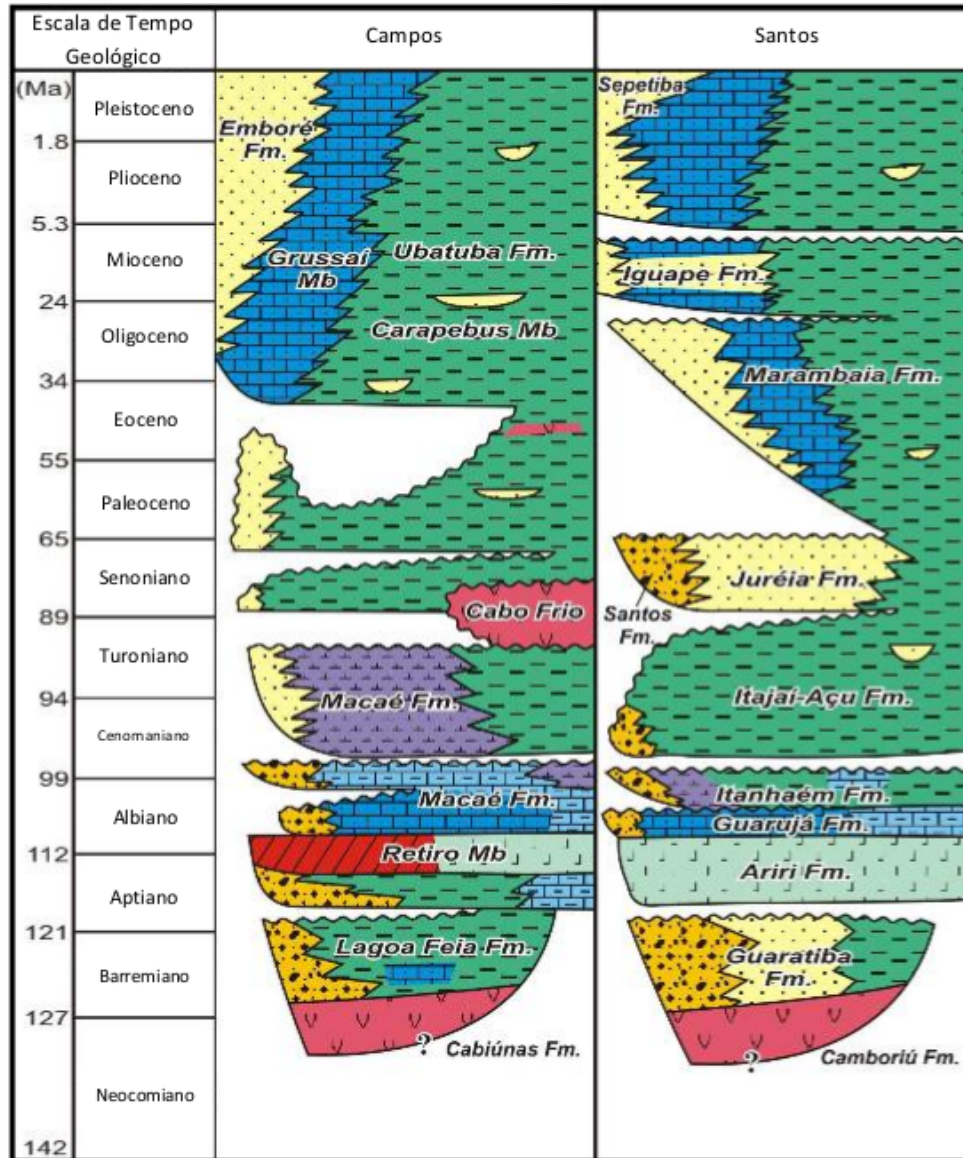 Escala de Tempo
Geológico
Campos
Santos
(Ma)
Pleistoceno
1.8
Plioceno
5.3
Mioceno
24
Oligoceno
34
Eoceno
55
Paleoceno
65
Senoniano
89
Turoniano
94
Cenomaniano
99
Albiano
112
Aptiano
121
Barremiano
127
Neocomiano
142
Emboré
Fm.
Grussaí
Mb
Ubatuba Fm.
Carapebus Mb
Cabo Frio
Macaé Fm.
Macaé Fm.
Retiro Mb
Lagoa Feia Fm.
?
Cabiúnas Fm.
Sepetiba
Fm.
Iguape Fm.
Marambaia Fm.
Juréia Fm.
Santos
Fm.
Itajaí-Açu Fm.
Itanhaém Fm.
Guarujá Fm.
Ariri Fm.
Guaratiba
Fm.
?
Camboriú Fm.